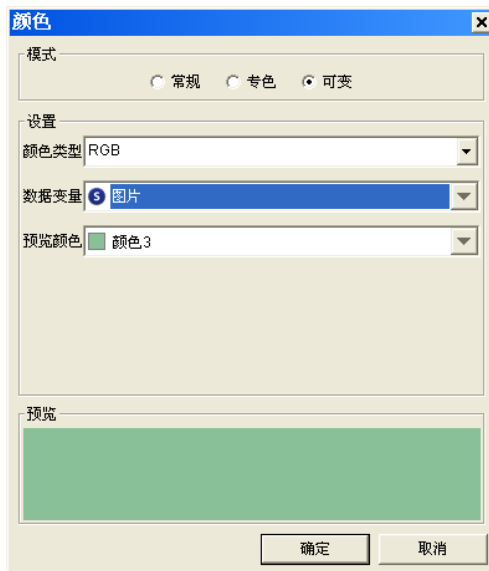 颜色
模式
常规 专色 可变
设置
颜色类型 RGB
数据变量 S 图片
预览颜色 颜色3
预览
确定 取消